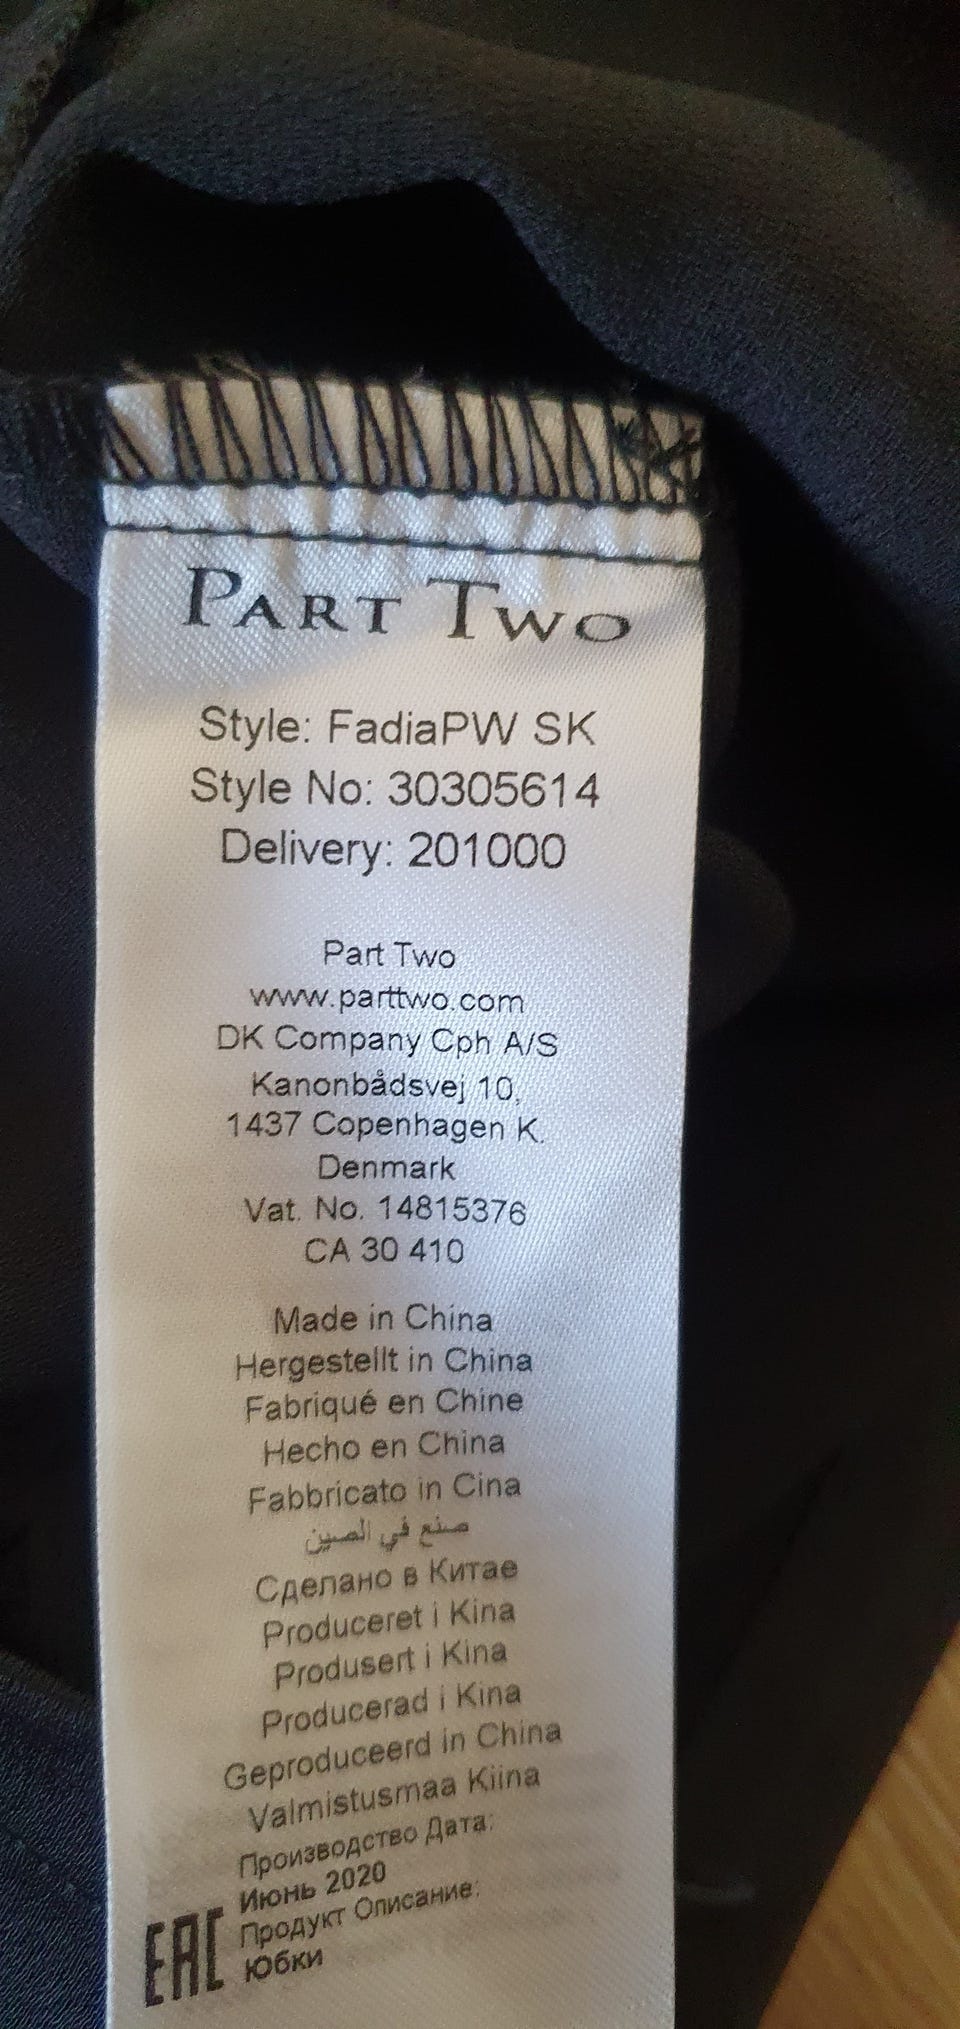 PART TWO
Style: FadiaPW SK
Style No: 30305614
Delivery: 201000
Part Two
www.parttwo.com
DK Company Cph A/S
Kanonbådsvej 10,
1437 Copenhagen K.
Denmark
Vat. No. 14815376
CA 30 410
Made in China
Hergestellt in China
Fabriqué en Chine
Hecho en China
Fabbricato in Cina
صنع في الصين
Сделано в Китае
Produceret i Kina
Produsert i Kina
Producerad i Kina
Geproduceerd in China
Valmistusmaa Kiina
Производство Дата:
Июнь 2020
Продукт Описание:
Юбки
EAC